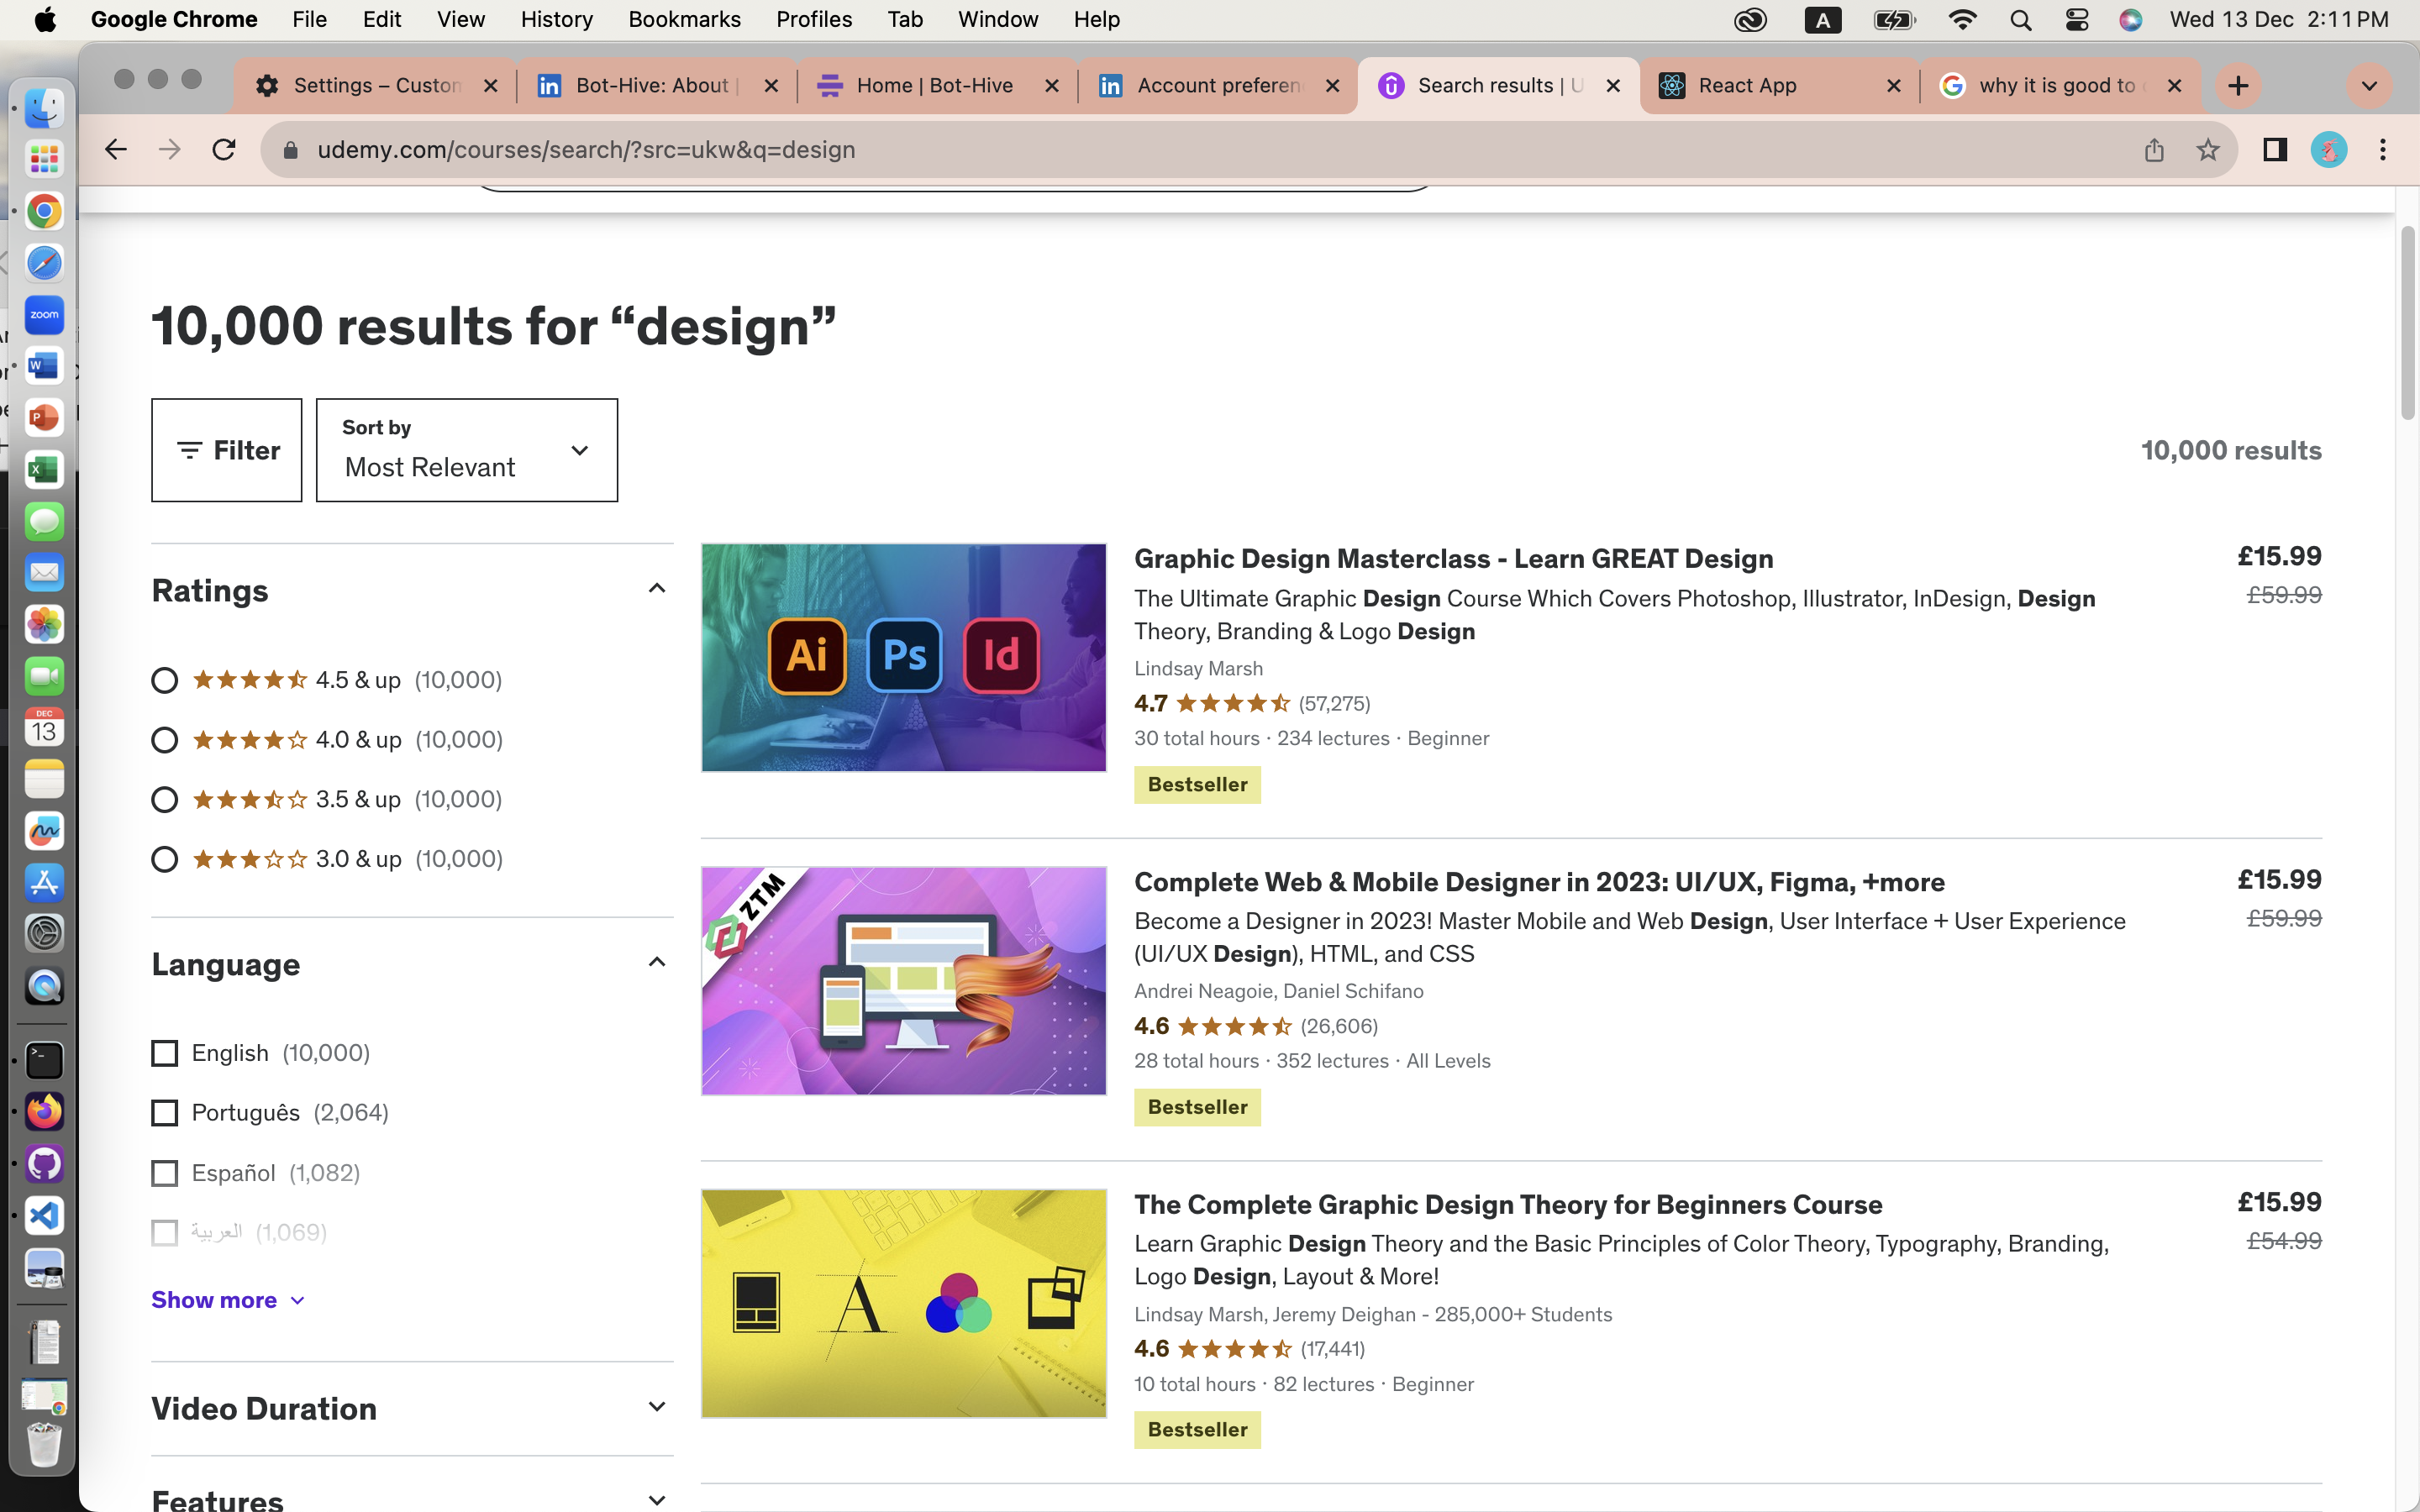 Google Chrome File Edit View History Bookmarks Profiles Tab Window Help
A
Wed 13 Dec 2:11 PM
Settings – Custom
Bot-Hive: About |
Home | Bot-Hive
Account preferen
Search results | U
React App
why it is good to
udemy.com/courses/search/?src=ukw&q=design
10,000 results for “design”
Filter
Sort by
Most Relevant
10,000 results
Ratings
4.5 & up (10,000)
4.0 & up (10,000)
3.5 & up (10,000)
3.0 & up (10,000)
Language
English (10,000)
Português (2,064)
Español (1,082)
العربية (1,069)
Show more
Video Duration
Features
Ai Ps Id
Graphic Design Masterclass - Learn GREAT Design
£15.99
The Ultimate Graphic Design Course Which Covers Photoshop, Illustrator, InDesign, Design
£59.99
Theory, Branding & Logo Design
Lindsay Marsh
4.7 (57,275)
30 total hours · 234 lectures · Beginner
Bestseller
ZTM
Complete Web & Mobile Designer in 2023: UI/UX, Figma, +more
£15.99
Become a Designer in 2023! Master Mobile and Web Design, User Interface + User Experience
£59.99
(UI/UX Design), HTML, and CSS
Andrei Neagoie, Daniel Schifano
4.6 (26,606)
28 total hours · 352 lectures · All Levels
Bestseller
A
The Complete Graphic Design Theory for Beginners Course
£15.99
Learn Graphic Design Theory and the Basic Principles of Color Theory, Typography, Branding,
£54.99
Logo Design, Layout & More!
Lindsay Marsh, Jeremy Deighan - 285,000+ Students
4.6 (17,441)
10 total hours · 82 lectures · Beginner
Bestseller
zoom
W
P
X
DEC
13